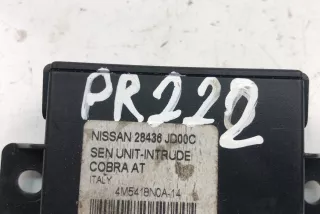 PR222
NISSAN 28436 JD00C
SEN UNIT-INTRUDE
COBRA AT
ITALY
4M5418N0A-14